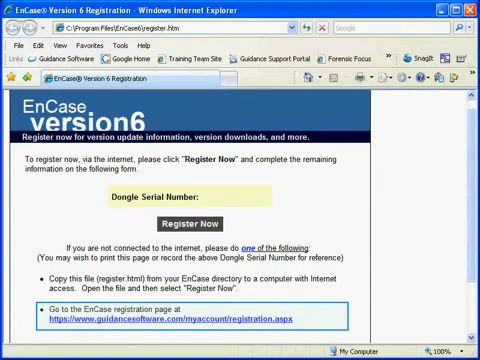 EnCase® Version 6 Registration - Windows Internet Explorer
C:\Program Files\EnCase6\register.htm
Google
File Edit View Favorites Tools Help
Links Guidance Software Google Home Training Team Site Guidance Support Portal Forensic Focus SnagIt
EnCase® Version 6 Registration
EnCase
version6
Register now for version update information, version downloads, and more.
To register now, via the internet, please click "Register Now" and complete the remaining
information on the following form.
Dongle Serial Number:
Register Now
If you are not connected to the internet, please do one of the following:
(You may wish to print this page or record the above Dongle Serial Number for reference)
• Copy this file (register.html) from your EnCase directory to a computer with Internet
access. Open the file and then select "Register Now".
• Go to the EnCase registration page at
https://www.guidancesoftware.com/myaccount/registration.aspx
My Computer 100%